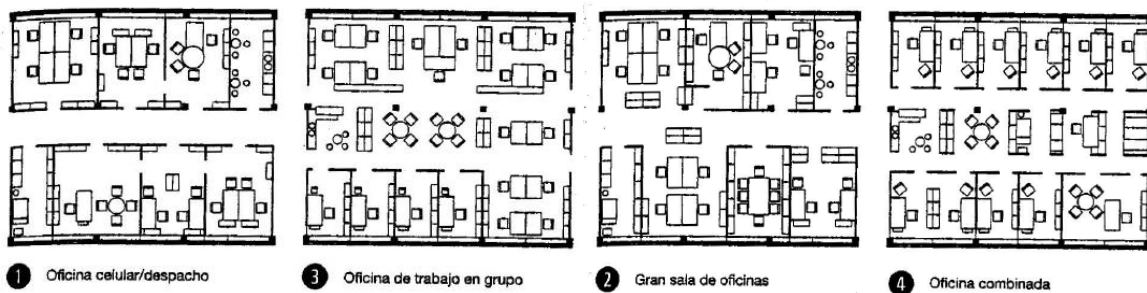 1 Oficina celular/despacho
3 Oficina de trabajo en grupo
2 Gran sala de oficinas
4 Oficina combinada